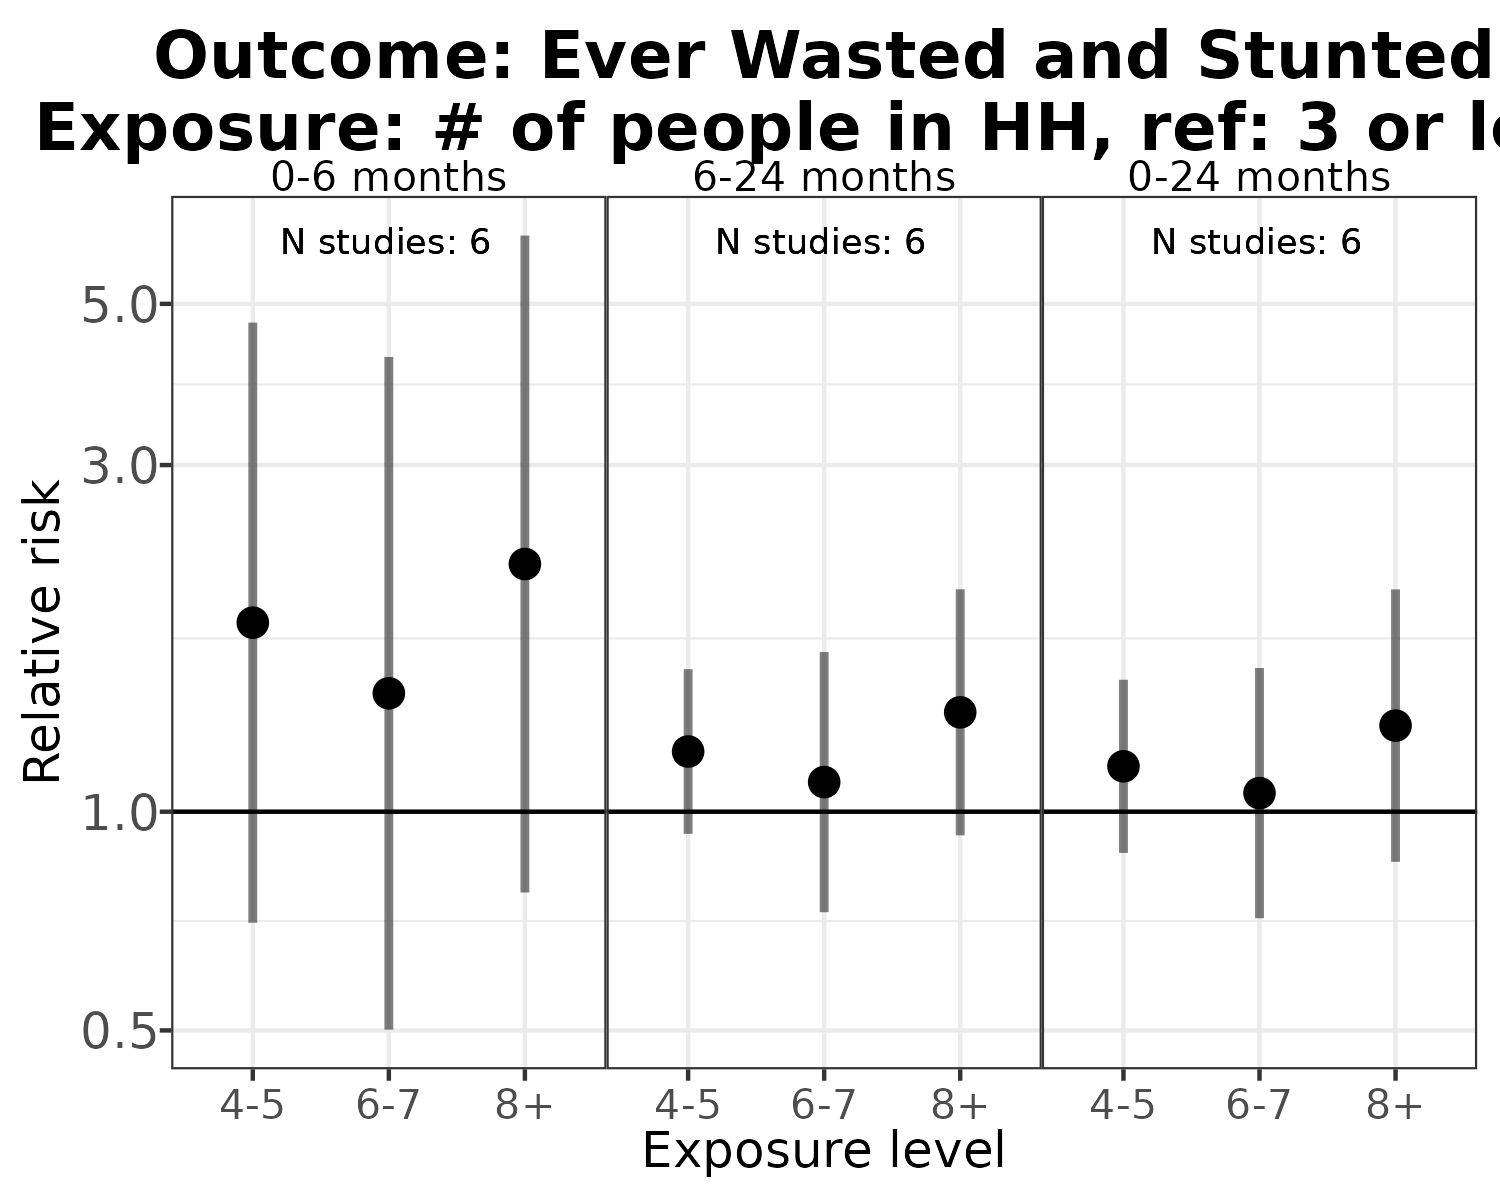 Outcome: Ever Wasted and Stunted
Exposure: # of people in HH, ref: 3 or
0-6 months 6-24 months 0-24 months
N studies: 6 N studies: 6 N studies: 6
5.0
3.0
1.0
0.5
Relative risk
4-5 6-7 8+ 4-5 6-7 8+ 4-5 6-7 8+
Exposure level